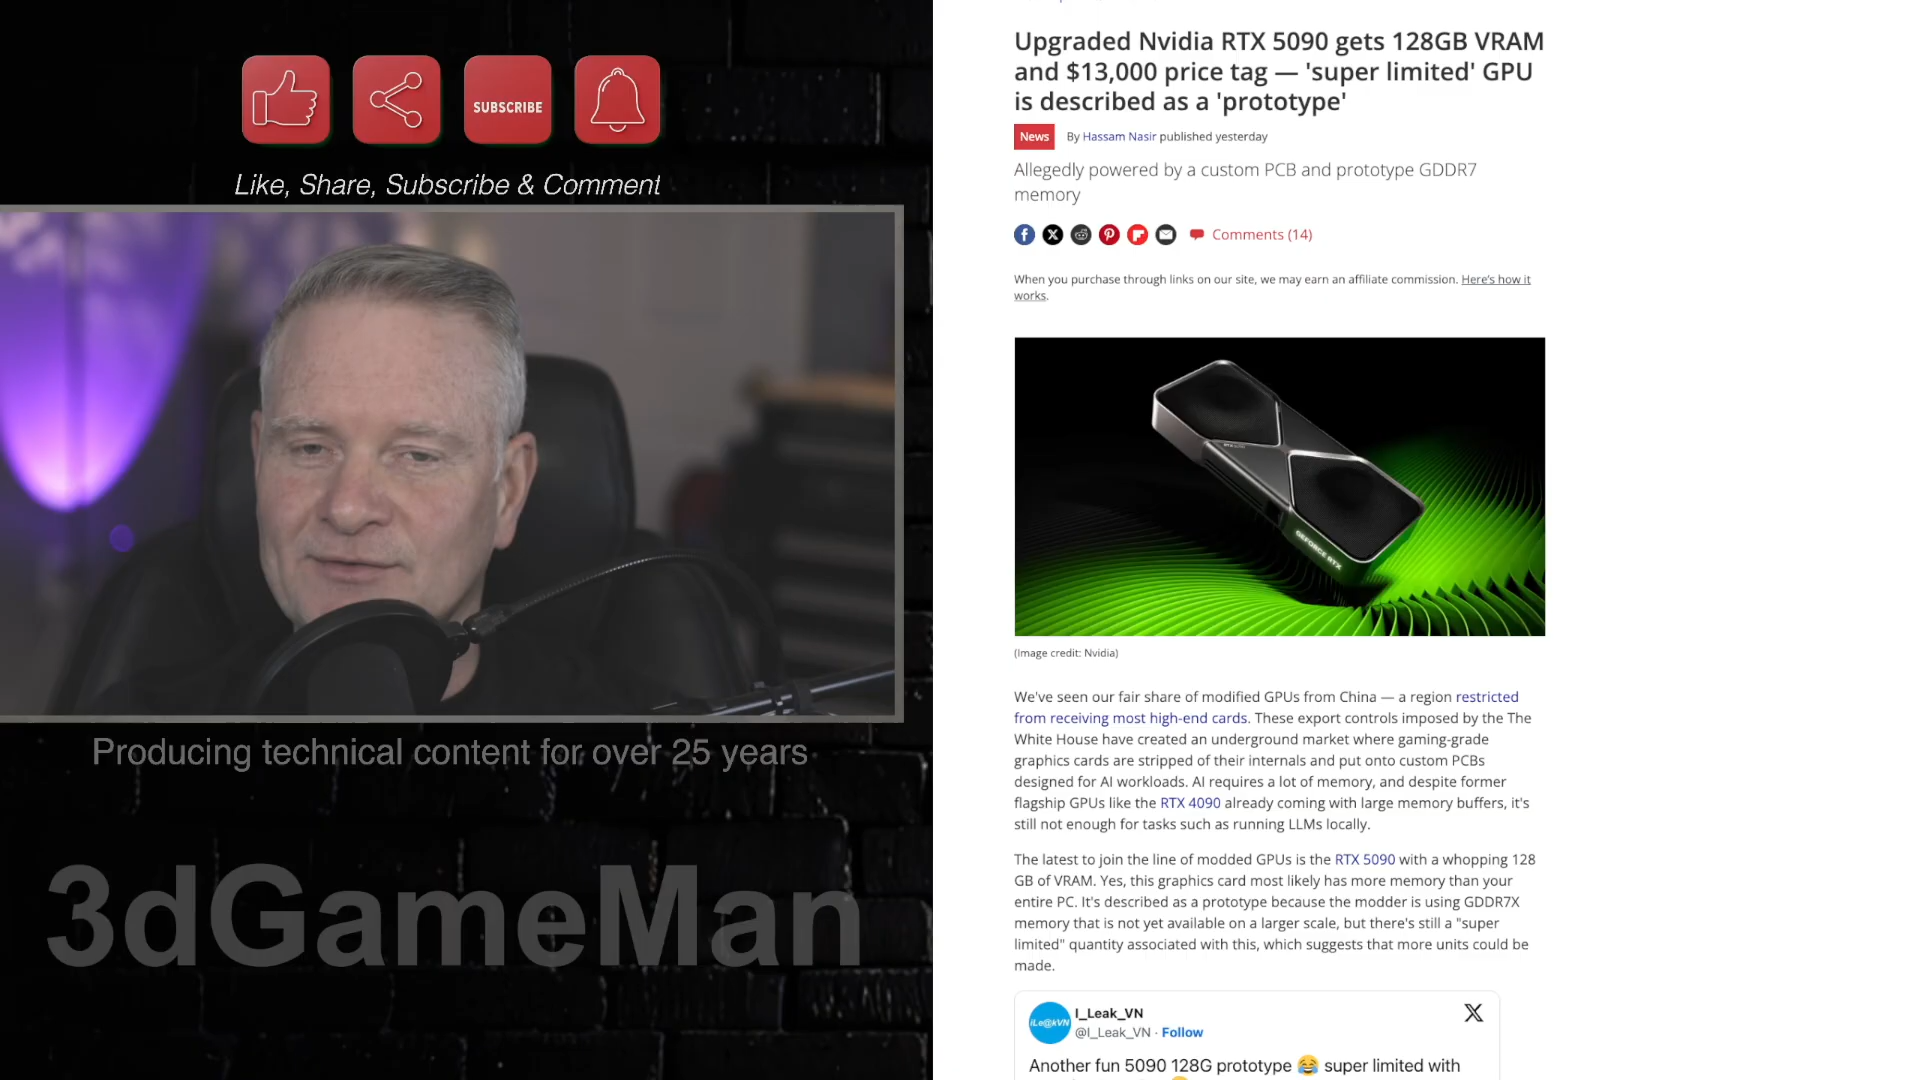 SUBSCRIBE
Like, Share, Subscribe & Comment
Producing technical content for over 25 years
3dGameMan
Upgraded Nvidia RTX 5090 gets 128GB VRAM
and $13,000 price tag — 'super limited' GPU
is described as a 'prototype'
News By Hassam Nasir published yesterday
Allegedly powered by a custom PCB and prototype GDDR7
memory
Comments (14)
When you purchase through links on our site, we may earn an affiliate commission. Here's how it
works.
GEFORCE RTX
(Image credit: Nvidia)
We've seen our fair share of modified GPUs from China — a region restricted
from receiving most high-end cards. These export controls imposed by the The
White House have created an underground market where gaming-grade
graphics cards are stripped of their internals and put onto custom PCBs
designed for AI workloads. AI requires a lot of memory, and despite former
flagship GPUs like the RTX 4090 already coming with large memory buffers, it's
still not enough for tasks such as running LLMs locally.
The latest to join the line of modded GPUs is the RTX 5090 with a whopping 128
GB of VRAM. Yes, this graphics card most likely has more memory than your
entire PC. It's described as a prototype because the modder is using GDDR7X
memory that is not yet available on a larger scale, but there's still a "super
limited" quantity associated with this, which suggests that more units could be
made.
I_Leak_VN
@I_Leak_VN · Follow
Another fun 5090 128G prototype 😂 super limited with